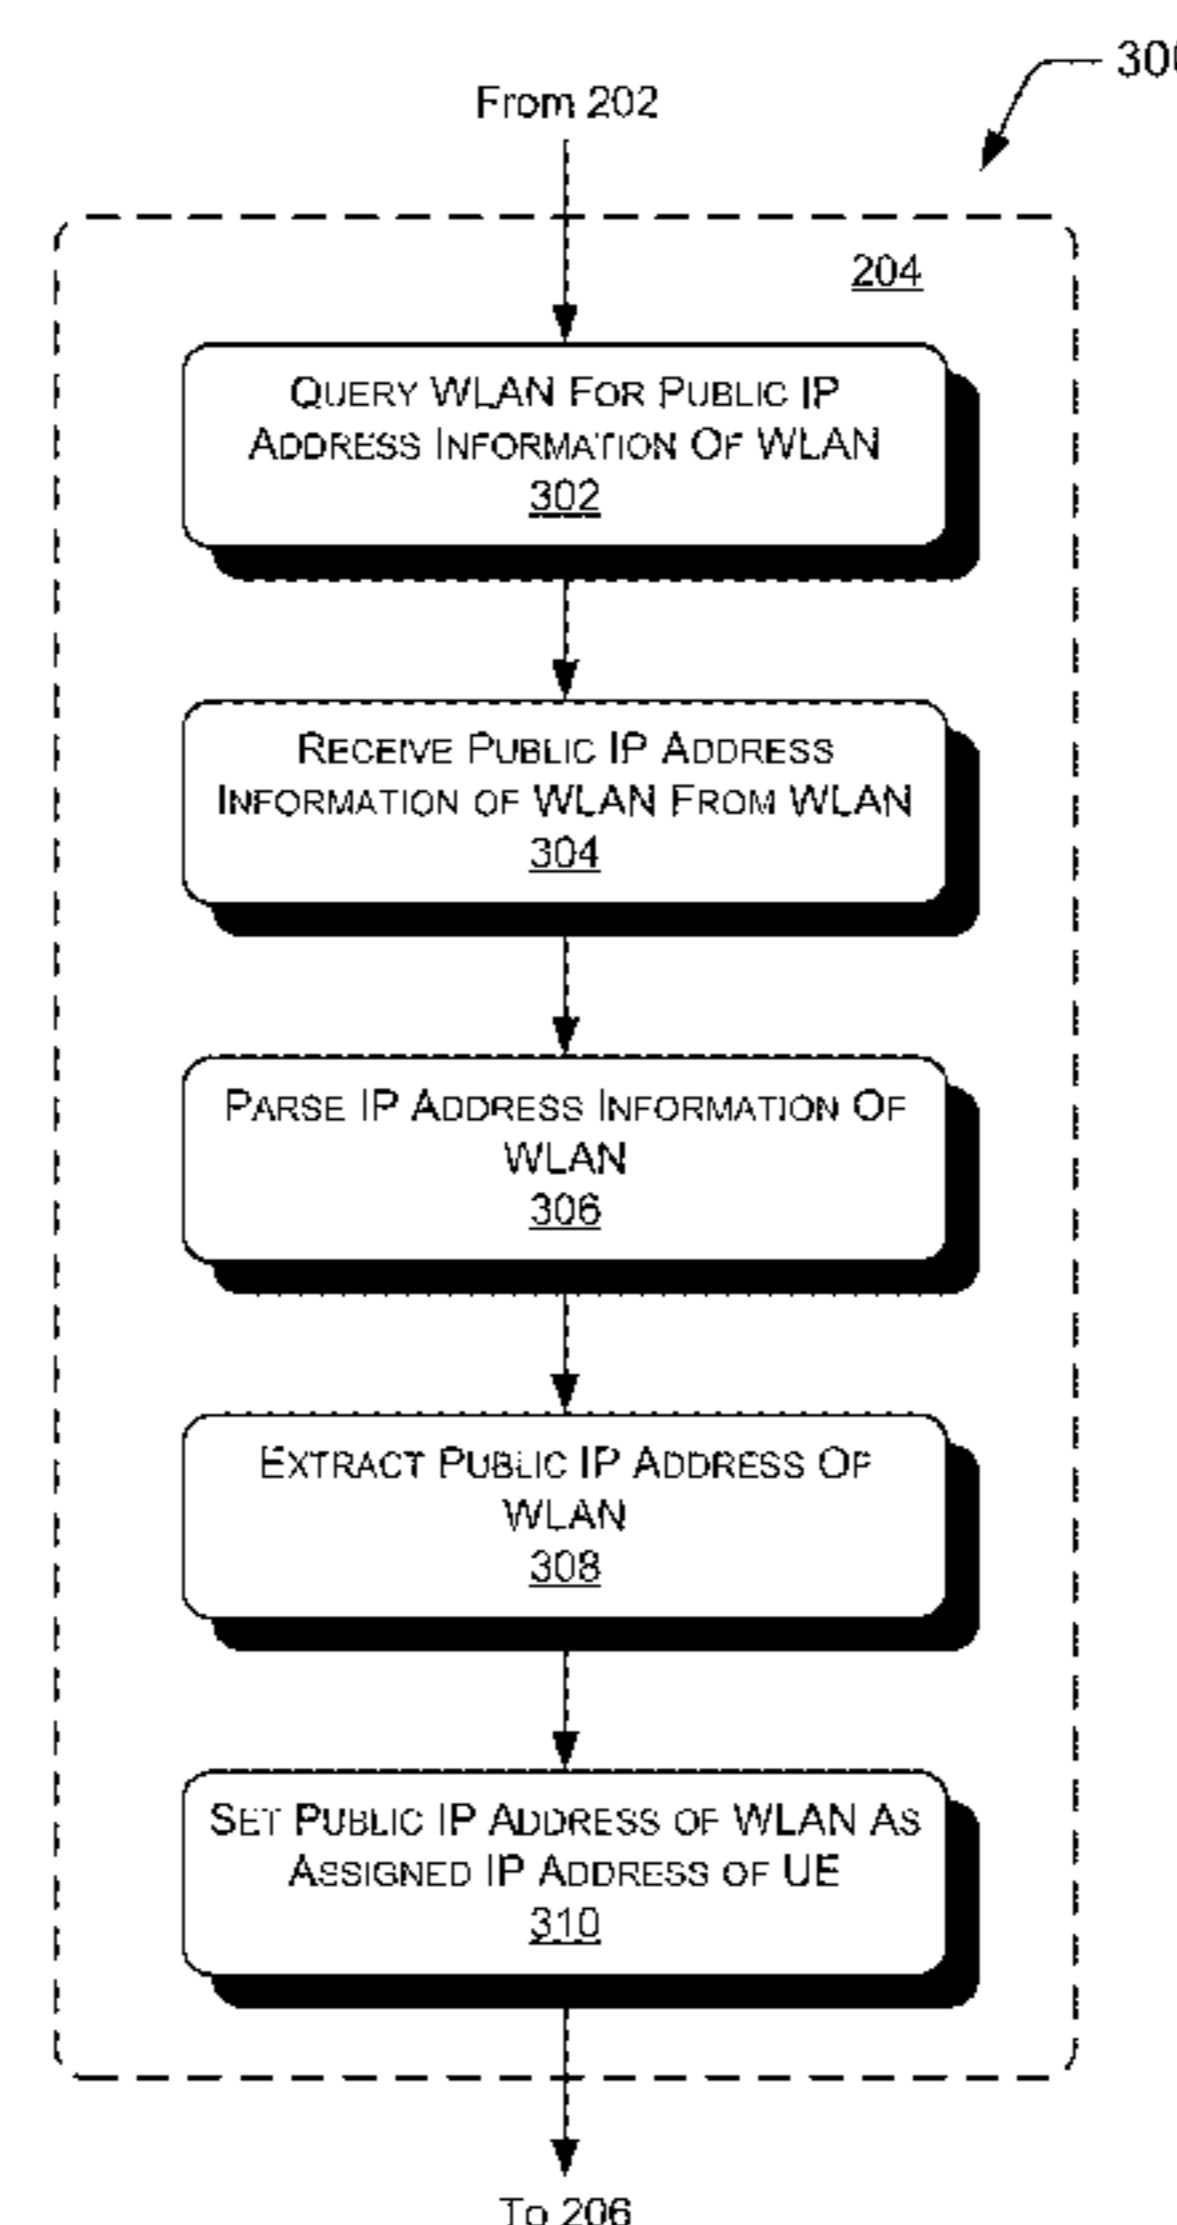 300
From 202
204
QUERY WLAN FOR PUBLIC IP
ADDRESS INFORMATION OF WLAN
302
RECEIVE PUBLIC IP ADDRESS
INFORMATION OF WLAN FROM WLAN
304
PARSE IP ADDRESS INFORMATION OF
WLAN
306
EXTRACT PUBLIC IP ADDRESS OF
WLAN
308
SET PUBLIC IP ADDRESS OF WLAN AS
ASSIGNED IP ADDRESS OF UE
310
To 206